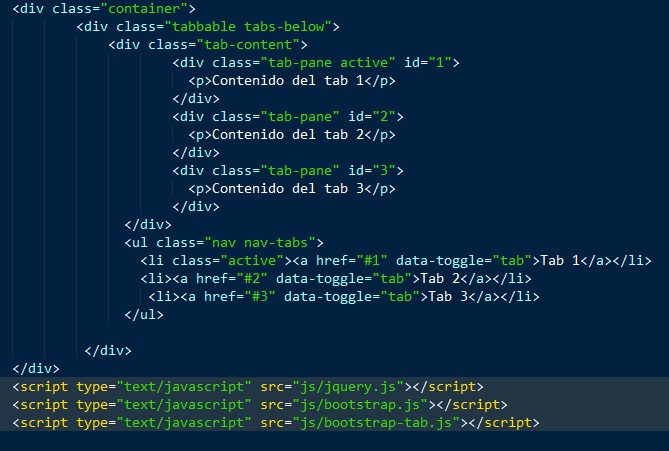 <div class="container">
<div class="tabbable tabs-below">
<div class="tab-content">
<div class="tab-pane active" id="1">
<p>Contenido del tab 1</p>
</div>
<div class="tab-pane" id="2">
<p>Contenido del tab 2</p>
</div>
<div class="tab-pane" id="3">
<p>Contenido del tab 3</p>
</div>
</div>
<ul class="nav nav-tabs">
<li class="active"><a href="#1" data-toggle="tab">Tab 1</a></li>
<li><a href="#2" data-toggle="tab">Tab 2</a></li>
<li><a href="#3" data-toggle="tab">Tab 3</a></li>
</ul>
</div>
</div>
<script type="text/javascript" src="js/jquery.js"></script>
<script type="text/javascript" src="js/bootstrap.js"></script>
<script type="text/javascript" src="js/bootstrap-tab.js"></script>